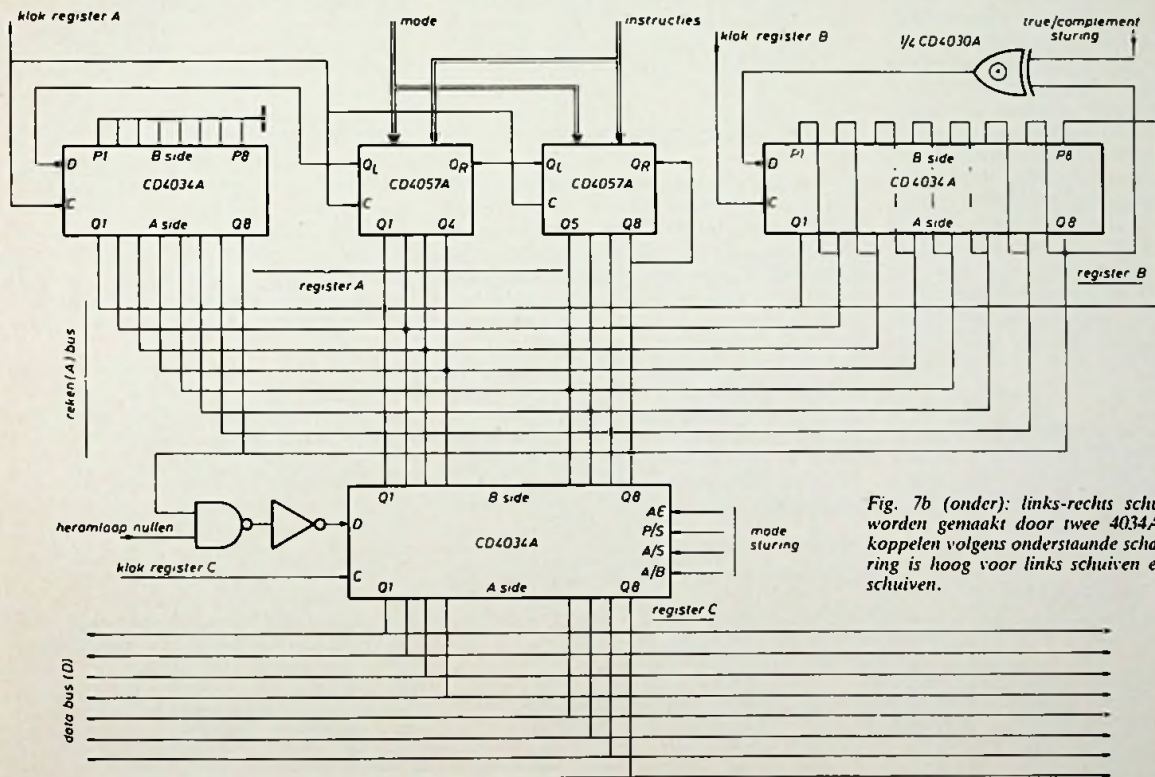 klok register A
mode
instructies
klok register B
1/4 CD4030A
true/complement
sturing
D
P1
B side
P8
CD4034A
C
Q1
A side
Q8
QL
QR
CD4057A
C
Q1
Q4
QL
QR
CD4057A
C
Q5
Q8
D
P1
B side
P8
CD4034A
C
Q1
A side
Q8
register A
register B
reken(A)bus
heromloop nullen
klok register C
D
C
Q1
B side
Q8
CD4034A
AE
P/S
A/S
A/B
Q1
A side
Q8
mode
sturing
register C
data bus (D)
Fig. 7b (onder): links-rechts
worden gemaakt door twee
koppelen volgens onderstaande
ring is hoog voor links schuiven
schuiven.